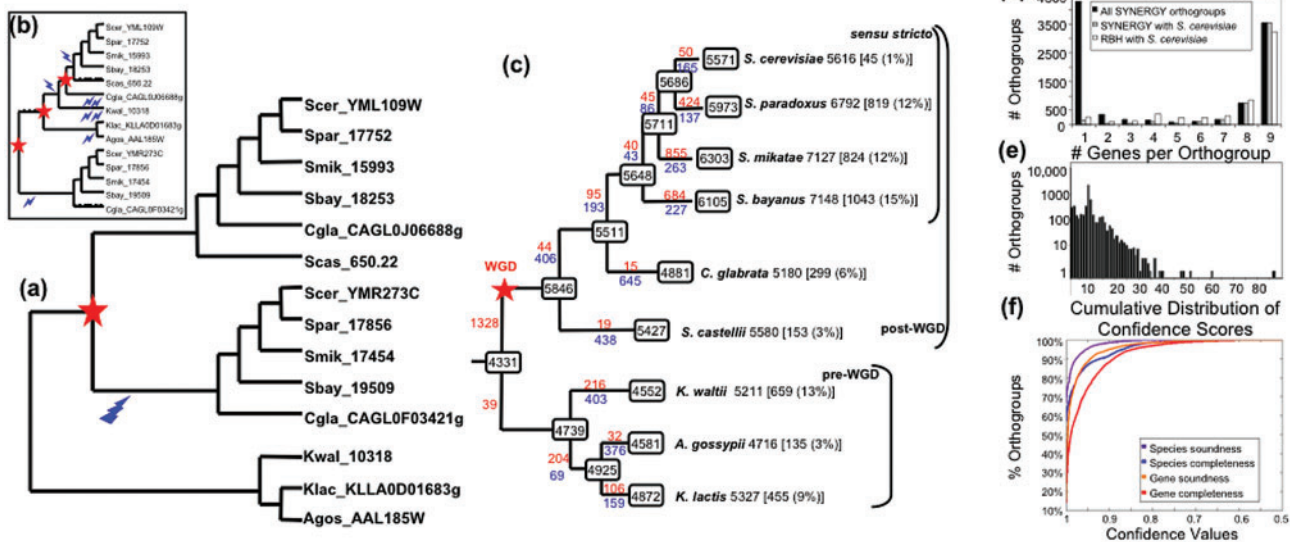 (b)
Scer_YML109W
Spar_17752
Smik_15993
Sbay_18253
Scas_650.22
Cgla_CAGL0J06688g
Kwal_10318
Klac_KLLA0D01683g
Agos_AAL185W
Scer_YMR273C
Spar_17856
Smik_17454
Sbay_19509
Cgla_CAGL0F03421g
(a)
Scer_YML109W
Spar_17752
Smik_15993
Sbay_18253
Cgla_CAGL0J06688g
Scas_650.22
Scer_YMR273C
Spar_17856
Smik_17454
Sbay_19509
Cgla_CAGL0F03421g
Kwal_10318
Klac_KLLA0D01683g
Agos_AAL185W
(c)
sensu stricto
50
165
5571
S. cerevisiae 5616 [45 (1%)]
5686
45
86
424
137
5973
S. paradoxus 6792 [819 (12%)]
5711
40
43
855
263
6303
S. mikatae 7127 [824 (12%)]
5648
95
193
684
227
6105
S. bayanus 7148 [1043 (15%)]
5511
44
406
15
645
4881
C. glabrata 5180 [299 (6%)]
WGD
5846
19
438
5427
S. castellii 5580 [153 (3%)]
post-WGD
1328
4331
39
pre-WGD
216
403
4552
K. waltii 5211 [659 (13%)]
4739
204
69
32
376
4581
A. gossypii 4716 [135 (3%)]
4925
106
159
4872
K. lactis 5327 [455 (9%)]
All SYNERGY orthogroups
SYNERGY with S. cerevisiae
RBH with S. cerevisiae
# Orthogroups
4500
3500
2500
1500
500
1 2 3 4 5 6 7 8 9
# Genes per Orthogroup
(e)
# Orthogroups
10,000
1000
100
10
1
10 20 30 40 50 60 70 80
(f)
Cumulative Distribution of
Confidence Scores
% Orthogroups
100%
90%
80%
70%
60%
50%
40%
30%
20%
10%
Species soundness
Species completeness
Gene soundness
Gene completeness
1 0.9 0.8 0.7 0.6 0.5
Confidence Values